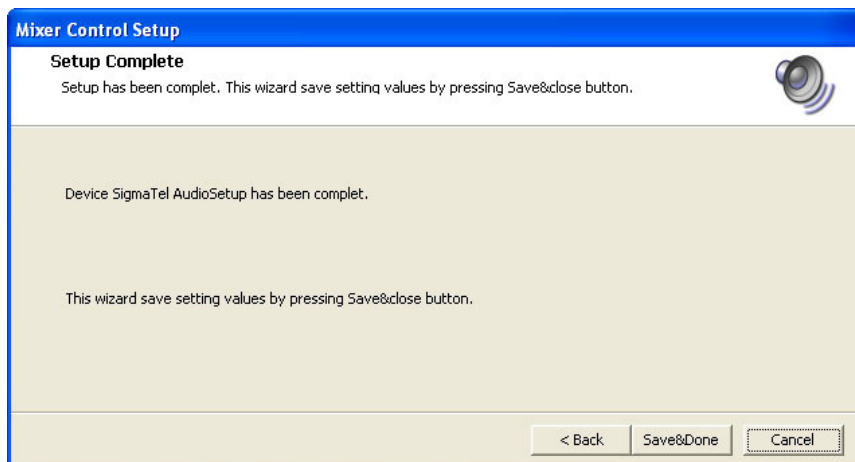 Mixer Control Setup
Setup Complete
Setup has been complet. This wizard save setting values by pressing Save&close button.
Device SigmaTel AudioSetup has been complet.
This wizard save setting values by pressing Save&close button.
< Back Save&Done Cancel